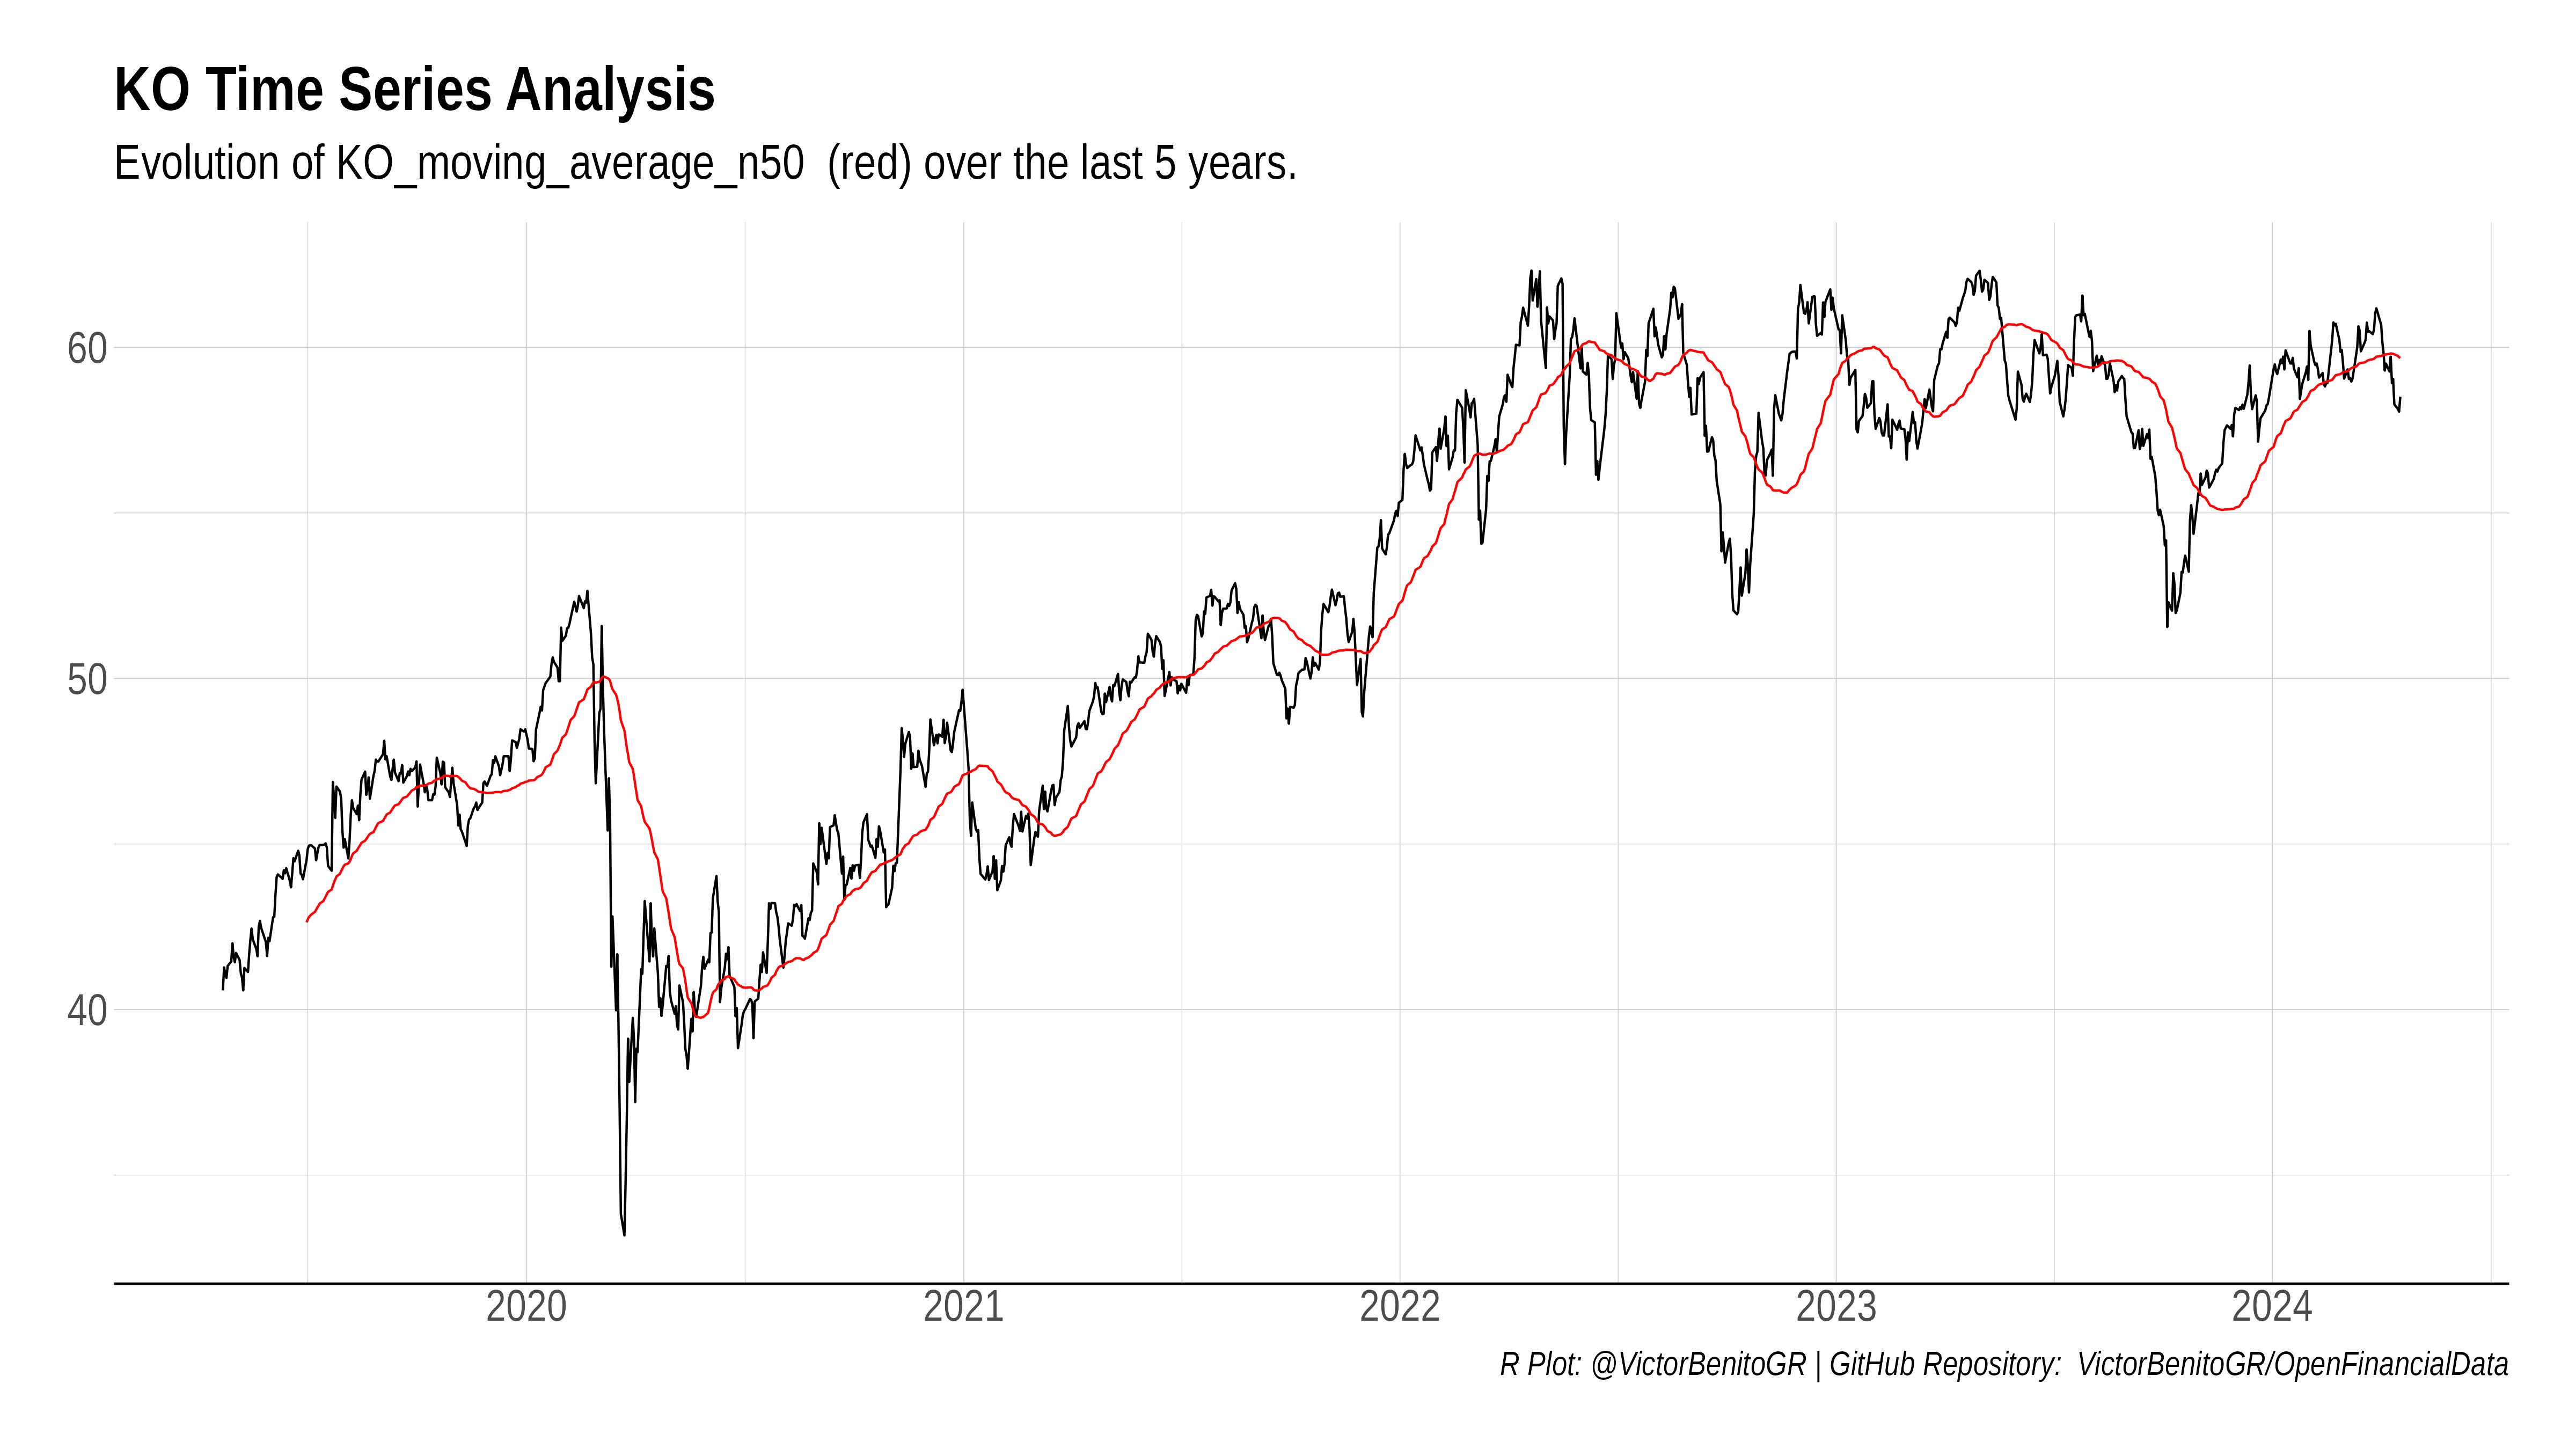 KO Time Series Analysis
Evolution of KO_moving_average_n50  (red) over the last 5 years.
60
50
40
2020 2021 2022 2023 2024
R Plot: @VictorBenitoGR | GitHub Repository:  VictorBenitoGR/OpenFinancialData